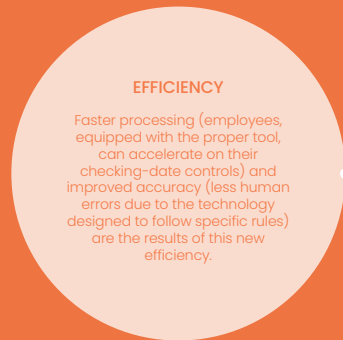 EFFICIENCY
Faster processing (employees,
equipped with the proper tool,
can accelerate on their
checking-date controls) and
improved accuracy (less human
errors due to the technology
designed to follow specific rules)
are the results of this new
efficiency.